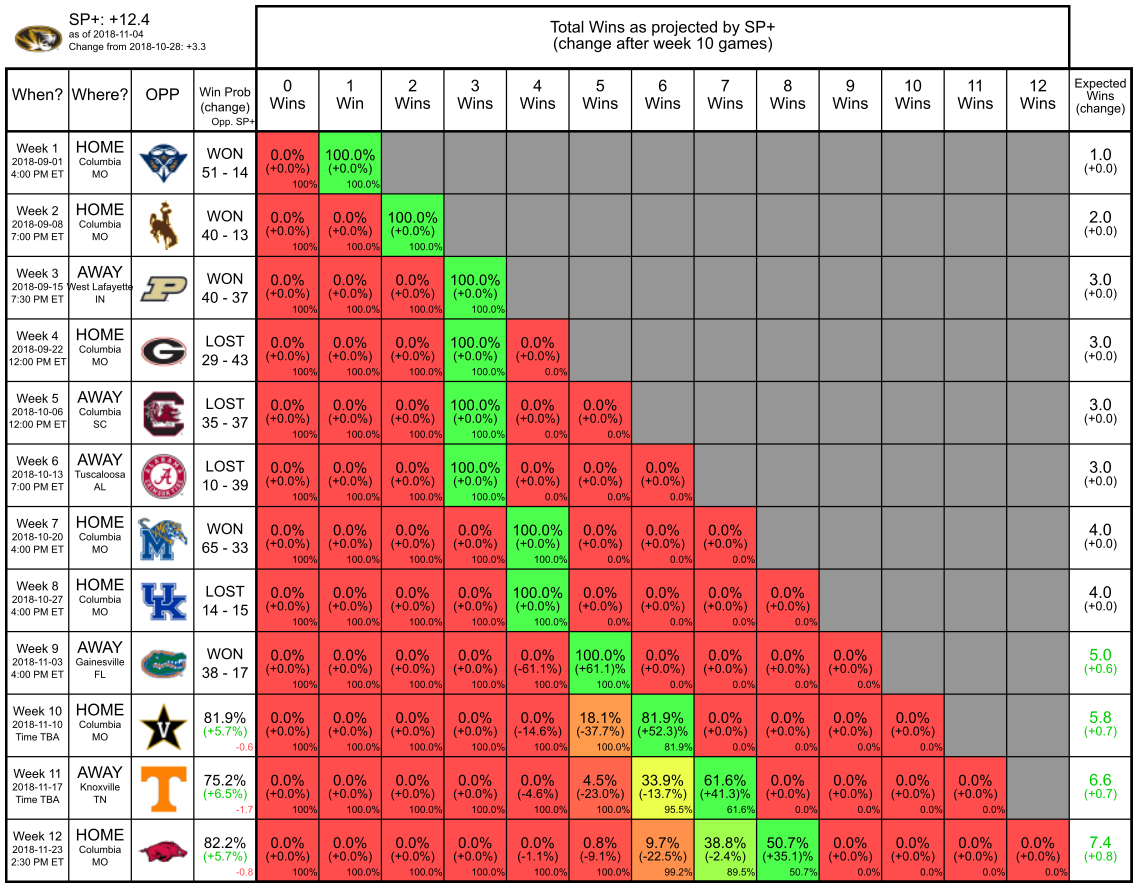 SP+: +12.4
as of 2018-11-04
Change from 2018-10-28: +3.3
Total Wins as projected by SP+
(change after week 10 games)
When? Where? OPP Win Prob (change) Opp. SP+ 0 Wins 1 Win 2 Wins 3 Wins 4 Wins 5 Wins 6 Wins 7 Wins 8 Wins 9 Wins 10 Wins 11 Wins 12 Wins Expected Wins (change)
Week 1 HOME WON 0.0% 100.0% 1.0
2018-09-01 Columbia (+0.0%) (+0.0%) (+0.0)
4:00 PM ET MO 51 - 14 100% 100.0%
Week 2 HOME WON 0.0% 0.0% 100.0% 2.0
2018-09-08 Columbia (+0.0%) (+0.0%) (+0.0%) (+0.0)
7:00 PM ET MO 40 - 13 100% 100.0% 100.0%
Week 3 AWAY WON 0.0% 0.0% 0.0% 100.0% 3.0
2018-09-15 West Lafayette (+0.0%) (+0.0%) (+0.0%) (+0.0%) (+0.0)
7:30 PM ET IN P 40 - 37 100% 100.0% 100.0% 100.0%
Week 4 HOME LOST 0.0% 0.0% 0.0% 100.0% 0.0% 3.0
2018-09-22 Columbia G (+0.0%) (+0.0%) (+0.0%) (+0.0%) (+0.0%) (+0.0)
12:00 PM ET MO 29 - 43 100% 100.0% 100.0% 100.0% 0.0%
Week 5 AWAY LOST 0.0% 0.0% 0.0% 100.0% 0.0% 0.0% 3.0
2018-10-06 Columbia C (+0.0%) (+0.0%) (+0.0%) (+0.0%) (+0.0%) (+0.0%) (+0.0)
12:00 PM ET SC 35 - 37 100% 100.0% 100.0% 100.0% 0.0% 0.0%
Week 6 AWAY LOST 0.0% 0.0% 0.0% 100.0% 0.0% 0.0% 0.0% 3.0
2018-10-13 Tuscaloosa ALABAMA A CRIMSON TIDE (+0.0%) (+0.0%) (+0.0%) (+0.0%) (+0.0%) (+0.0%) (+0.0%) (+0.0)
7:00 PM ET AL 10 - 39 100% 100.0% 100.0% 100.0% 0.0% 0.0% 0.0%
Week 7 HOME WON 0.0% 0.0% 0.0% 0.0% 100.0% 0.0% 0.0% 0.0% 4.0
2018-10-20 Columbia M (+0.0%) (+0.0%) (+0.0%) (+0.0%) (+0.0%) (+0.0%) (+0.0%) (+0.0%) (+0.0)
4:00 PM ET MO 65 - 33 100% 100.0% 100.0% 100.0% 100.0% 0.0% 0.0% 0.0%
Week 8 HOME LOST 0.0% 0.0% 0.0% 0.0% 100.0% 0.0% 0.0% 0.0% 0.0% 4.0
2018-10-27 Columbia UK (+0.0%) (+0.0%) (+0.0%) (+0.0%) (+0.0%) (+0.0%) (+0.0%) (+0.0%) (+0.0%) (+0.0)
4:00 PM ET MO 14 - 15 100% 100.0% 100.0% 100.0% 100.0% 0.0% 0.0% 0.0% 0.0%
Week 9 AWAY WON 0.0% 0.0% 0.0% 0.0% 0.0% 100.0% 0.0% 0.0% 0.0% 0.0% 5.0
2018-11-03 Gainesville (+0.0%) (+0.0%) (+0.0%) (+0.0%) (-61.1%) (+61.1)% (+0.0%) (+0.0%) (+0.0%) (+0.0%) (+0.6)
4:00 PM ET FL 38 - 17 100% 100.0% 100.0% 100.0% 100.0% 100.0% 0.0% 0.0% 0.0% 0.0%
Week 10 HOME 81.9% 0.0% 0.0% 0.0% 0.0% 0.0% 18.1% 81.9% 0.0% 0.0% 0.0% 0.0% 5.8
2018-11-10 Columbia V (+5.7%) (+0.0%) (+0.0%) (+0.0%) (+0.0%) (-14.6%) (-37.7%) (+52.3%) (+0.0%) (+0.0%) (+0.0%) (+0.0%) (+0.7)
Time TBA MO -0.6 100% 100.0% 100.0% 100.0% 100.0% 100.0% 81.9% 0.0% 0.0% 0.0% 0.0%
Week 11 AWAY 75.2% 0.0% 0.0% 0.0% 0.0% 0.0% 4.5% 33.9% 61.6% 0.0% 0.0% 0.0% 0.0% 6.6
2018-11-17 Knoxville T (+6.5%) (+0.0%) (+0.0%) (+0.0%) (+0.0%) (-4.6%) (-23.0%) (-13.7%) (+41.3)% (+0.0%) (+0.0%) (+0.0%) (+0.0%) (+0.7)
Time TBA TN -1.7 100% 100.0% 100.0% 100.0% 100.0% 100.0% 95.5% 61.6% 0.0% 0.0% 0.0% 0.0%
Week 12 HOME 82.2% 0.0% 0.0% 0.0% 0.0% 0.0% 0.8% 9.7% 38.8% 50.7% 0.0% 0.0% 0.0% 0.0% 7.4
2018-11-23 Columbia (+5.7%) (+0.0%) (+0.0%) (+0.0%) (+0.0%) (-1.1%) (-9.1%) (-22.5%) (-2.4%) (+35.1)% (+0.0%) (+0.0%) (+0.0%) (+0.0%) (+0.8)
2:30 PM ET MO -0.8 100% 100.0% 100.0% 100.0% 100.0% 100.0% 99.2% 89.5% 50.7% 0.0% 0.0% 0.0% 0.0%